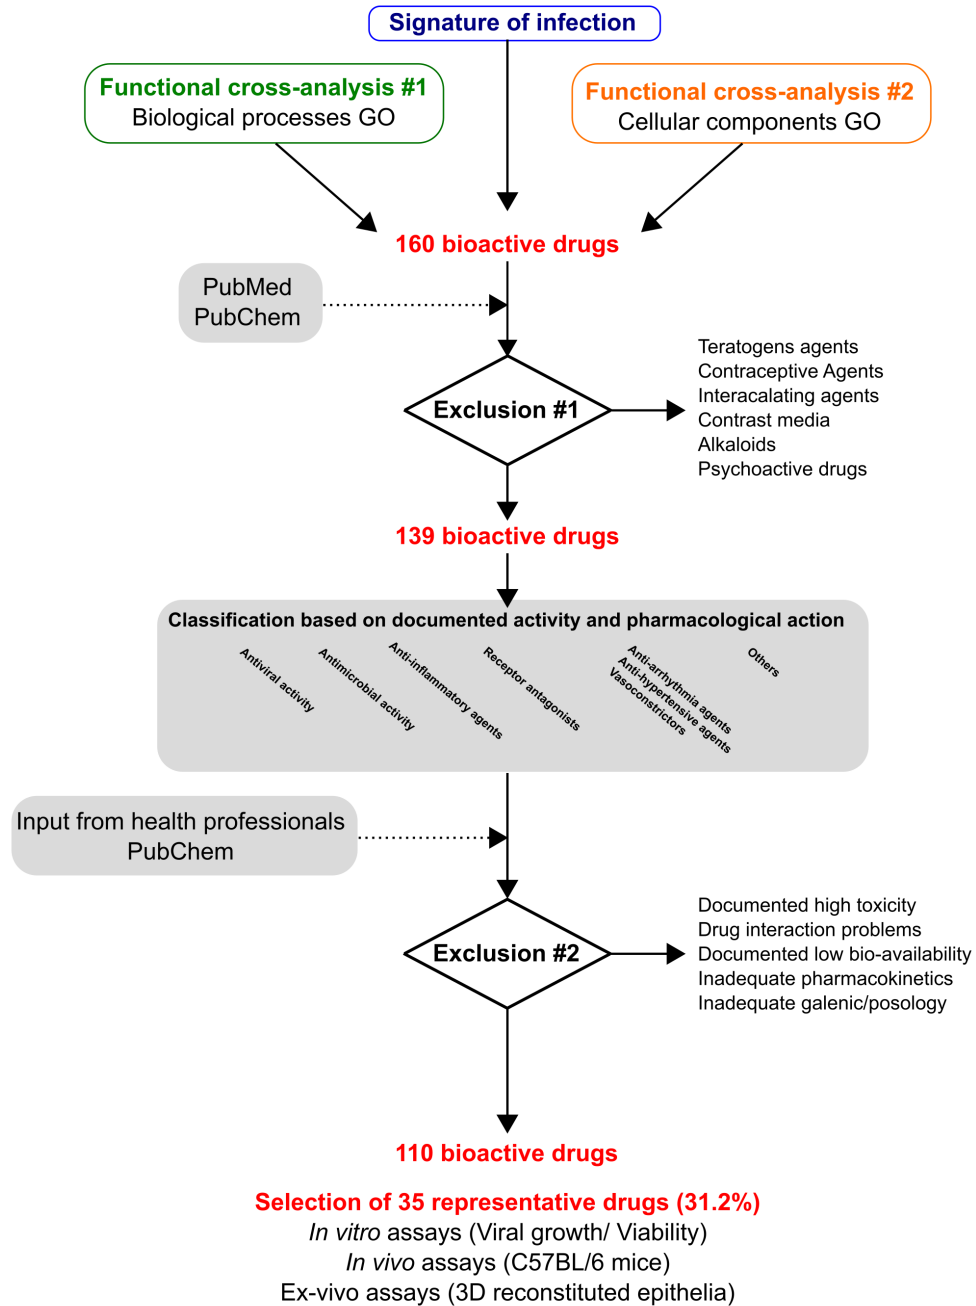 Signature of infection
Functional cross-analysis #1
Biological processes GO
Functional cross-analysis #2
Cellular components GO
160 bioactive drugs
PubMed
PubChem
Exclusion #1
Teratogens agents
Contraceptive Agents
Interacalating agents
Contrast media
Alkaloids
Psychoactive drugs
139 bioactive drugs
Classification based on documented activity and pharmacological action
Antiviral activity
Antimicrobial activity
Anti-inflammatory agents
Receptor antagonists
Anti-arrhythmia agents
Anti-hypertensive agents
Vasoconstrictors
Others
Input from health professionals
PubChem
Exclusion #2
Documented high toxicity
Drug interaction problems
Documented low bio-availability
Inadequate pharmacokinetics
Inadequate galenic/posology
110 bioactive drugs
Selection of 35 representative drugs (31.2%)
In vitro assays (Viral growth/ Viability)
In vivo assays (C57BL/6 mice)
Ex-vivo assays (3D reconstituted epithelia)